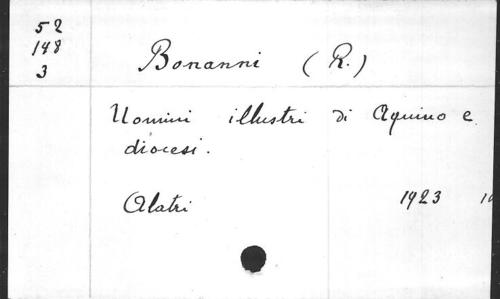 52
148
3
Bonanni (R.)
Uomini illustri di Aquino e
diocesi.
Alatri 1923